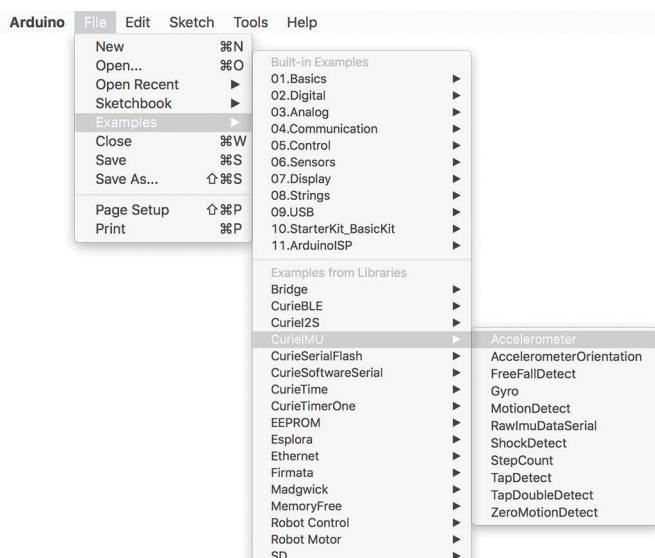 Arduino File Edit Sketch Tools Help
New ⌘N
Open... ⌘O
Open Recent ▶
Sketchbook ▶
Examples ▶
Close ⌘W
Save ⌘S
Save As... ⇧⌘S
Page Setup ⇧⌘P
Print ⌘P
Built-in Examples
01.Basics ▶
02.Digital ▶
03.Analog ▶
04.Communication ▶
05.Control ▶
06.Sensors ▶
07.Display ▶
08.Strings ▶
09.USB ▶
10.StarterKit_BasicKit ▶
11.ArduinoISP ▶
Examples from Libraries
Bridge ▶
CurieBLE ▶
CurieI2S ▶
CurieIMU ▶
CurieSerialFlash ▶
CurieSoftwareSerial ▶
CurieTime ▶
CurieTimerOne ▶
EEPROM ▶
Esplora ▶
Ethernet ▶
Firmata ▶
Madgwick ▶
MemoryFree ▶
Robot Control ▶
Robot Motor ▶
SD ▶
Accelerometer
AccelerometerOrientation
FreeFallDetect
Gyro
MotionDetect
RawImuDataSerial
ShockDetect
StepCount
TapDetect
TapDoubleDetect
ZeroMotionDetect